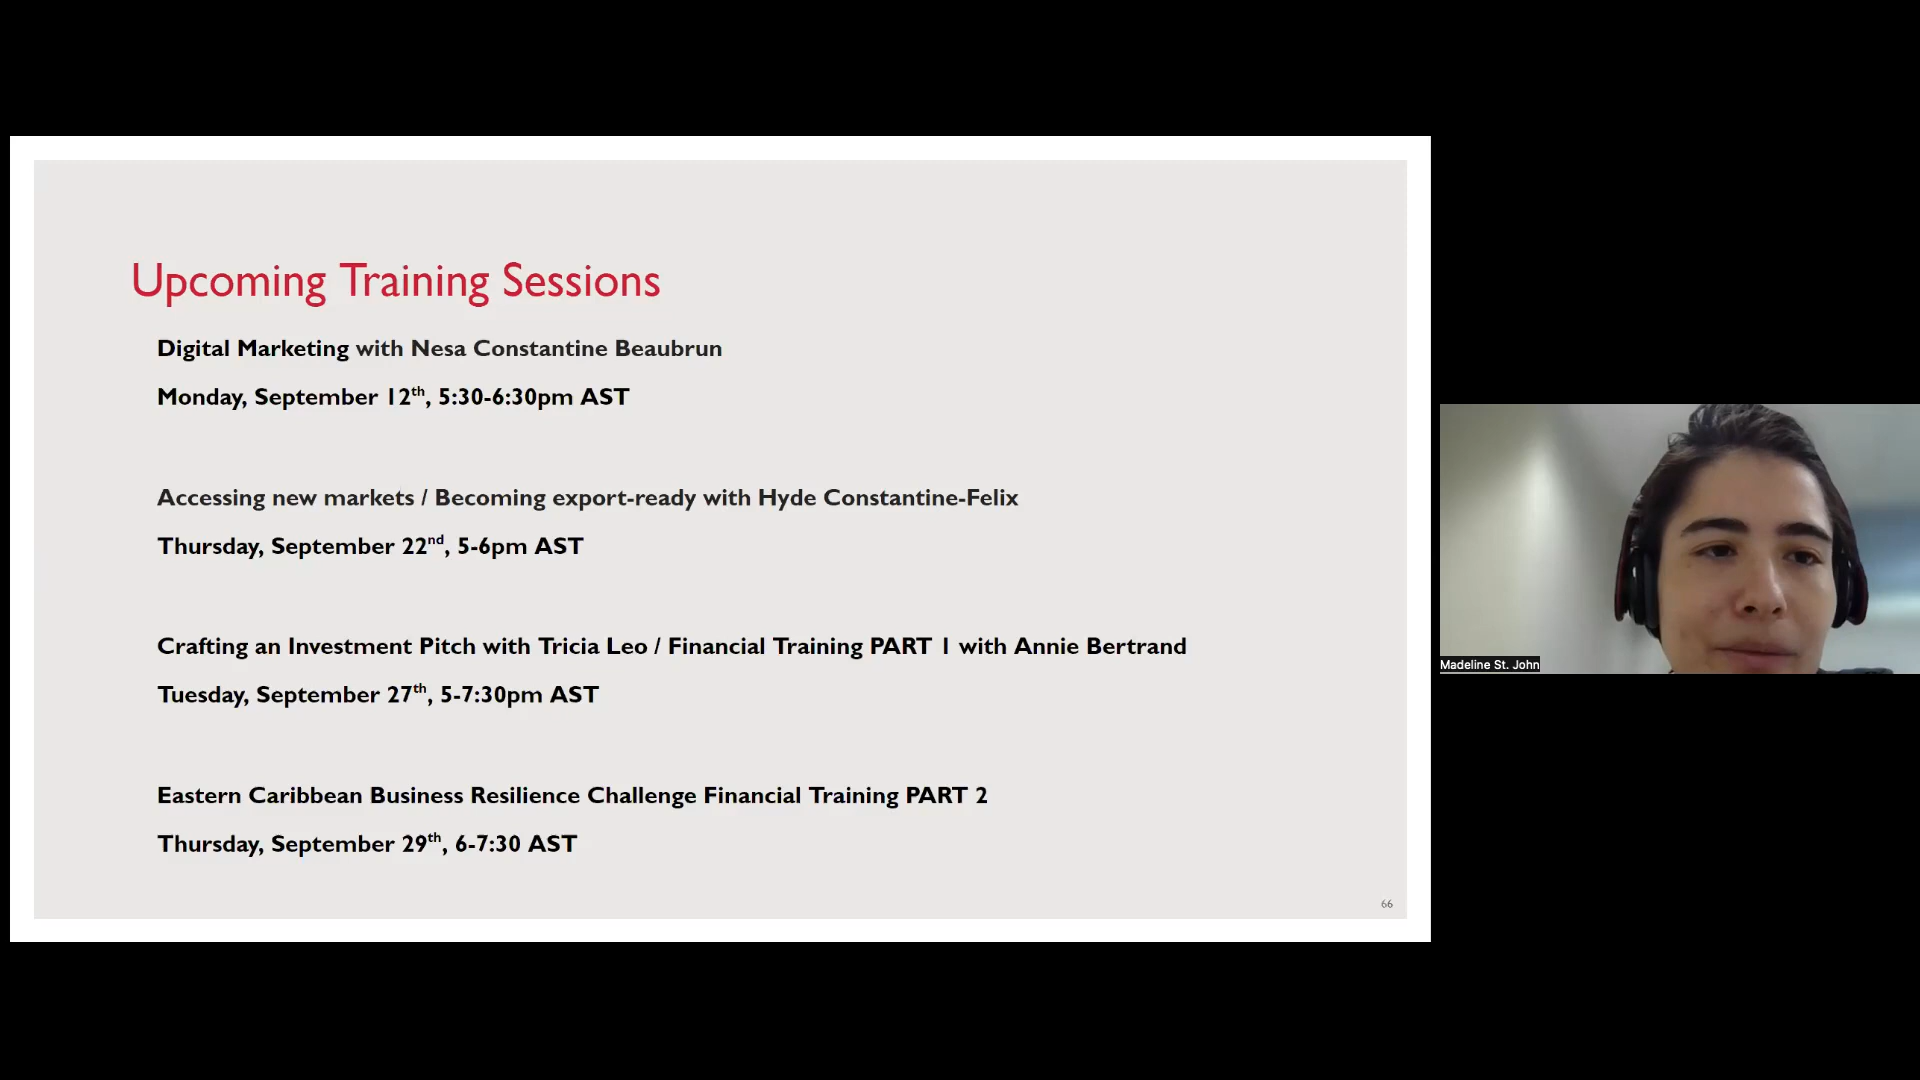 Upcoming Training Sessions
Digital Marketing with Nesa Constantine Beaubrun
Monday, September 12th, 5:30-6:30pm AST
Accessing new markets / Becoming export-ready with Hyde Constantine-Felix
Thursday, September 22nd, 5-6pm AST
Crafting an Investment Pitch with Tricia Leo / Financial Training PART 1 with Annie Bertrand
Tuesday, September 27th, 5-7:30pm AST
Eastern Caribbean Business Resilience Challenge Financial Training PART 2
Thursday, September 29th, 6-7:30 AST
66
Madeline St. John